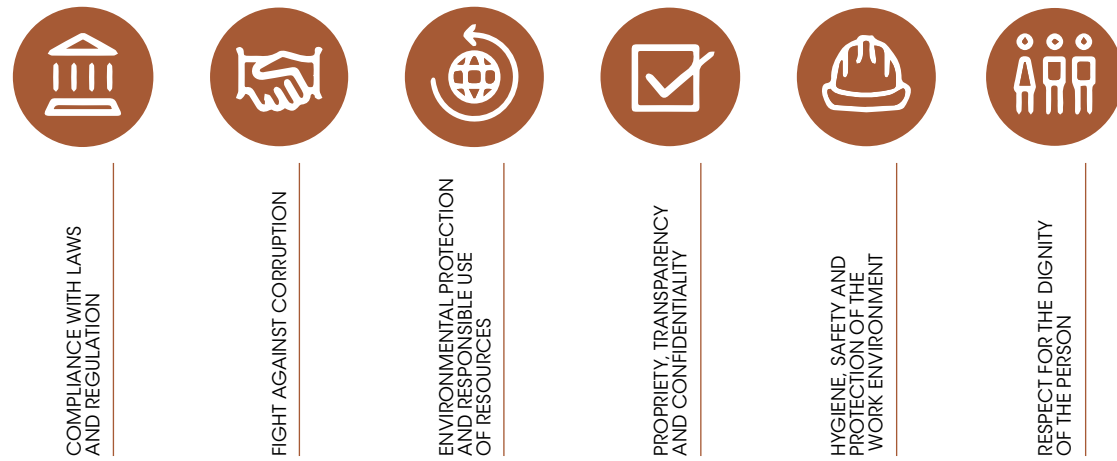 COMPLIANCE WITH LAWS
AND REGULATION
FIGHT AGAINST CORRUPTION
ENVIRONMENTAL PROTECTION
AND RESPONSIBLE USE
OF RESOURCES
PROPRIETY, TRANSPARENCY
AND CONFIDENTIALITY
HYGIENE, SAFETY AND
PROTECTION OF THE
WORK ENVIRONMENT
RESPECT FOR THE DIGNITY
OF THE PERSON